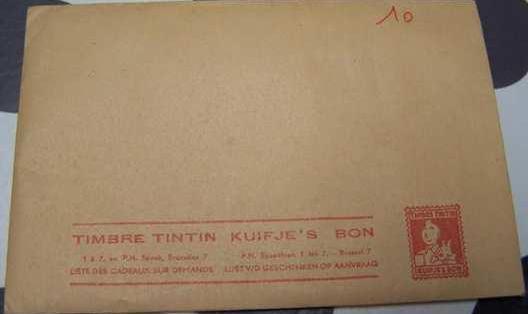 10
TIMBRE TINTIN KUIFJE'S BON
1 à 7, av. P.H. Spaak, Bruxelles 7 P.H. Spaaklaan, 1 tot 7, - Brussel 7
LISTE DES CADEAUX SUR DEMANDE LIJST V/D GESCHENKEN OP AANVRAAG
TIMBRE TINTIN
KUIFJE'S BON